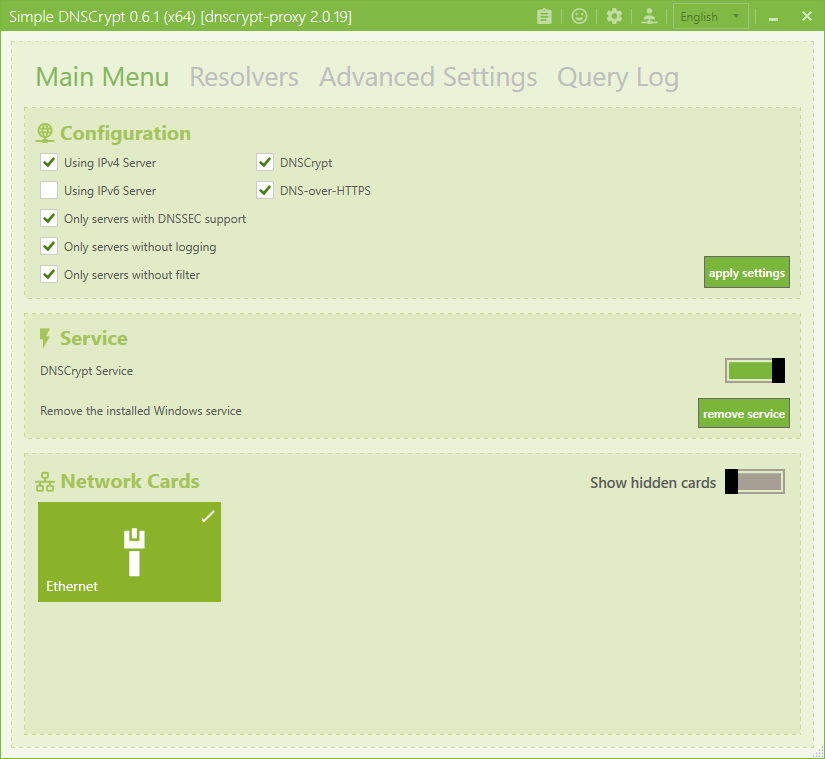 Simple DNSCrypt 0.6.1 (x64) [dnscrypt-proxy 2.0.19]
English
Main Menu Resolvers Advanced Settings Query Log
Configuration
Using IPv4 Server DNSCrypt
Using IPv6 Server DNS-over-HTTPS
Only servers with DNSSEC support
Only servers without logging
Only servers without filter
apply settings
Service
DNSCrypt Service
Remove the installed Windows service
remove service
Network Cards
Show hidden cards
Ethernet